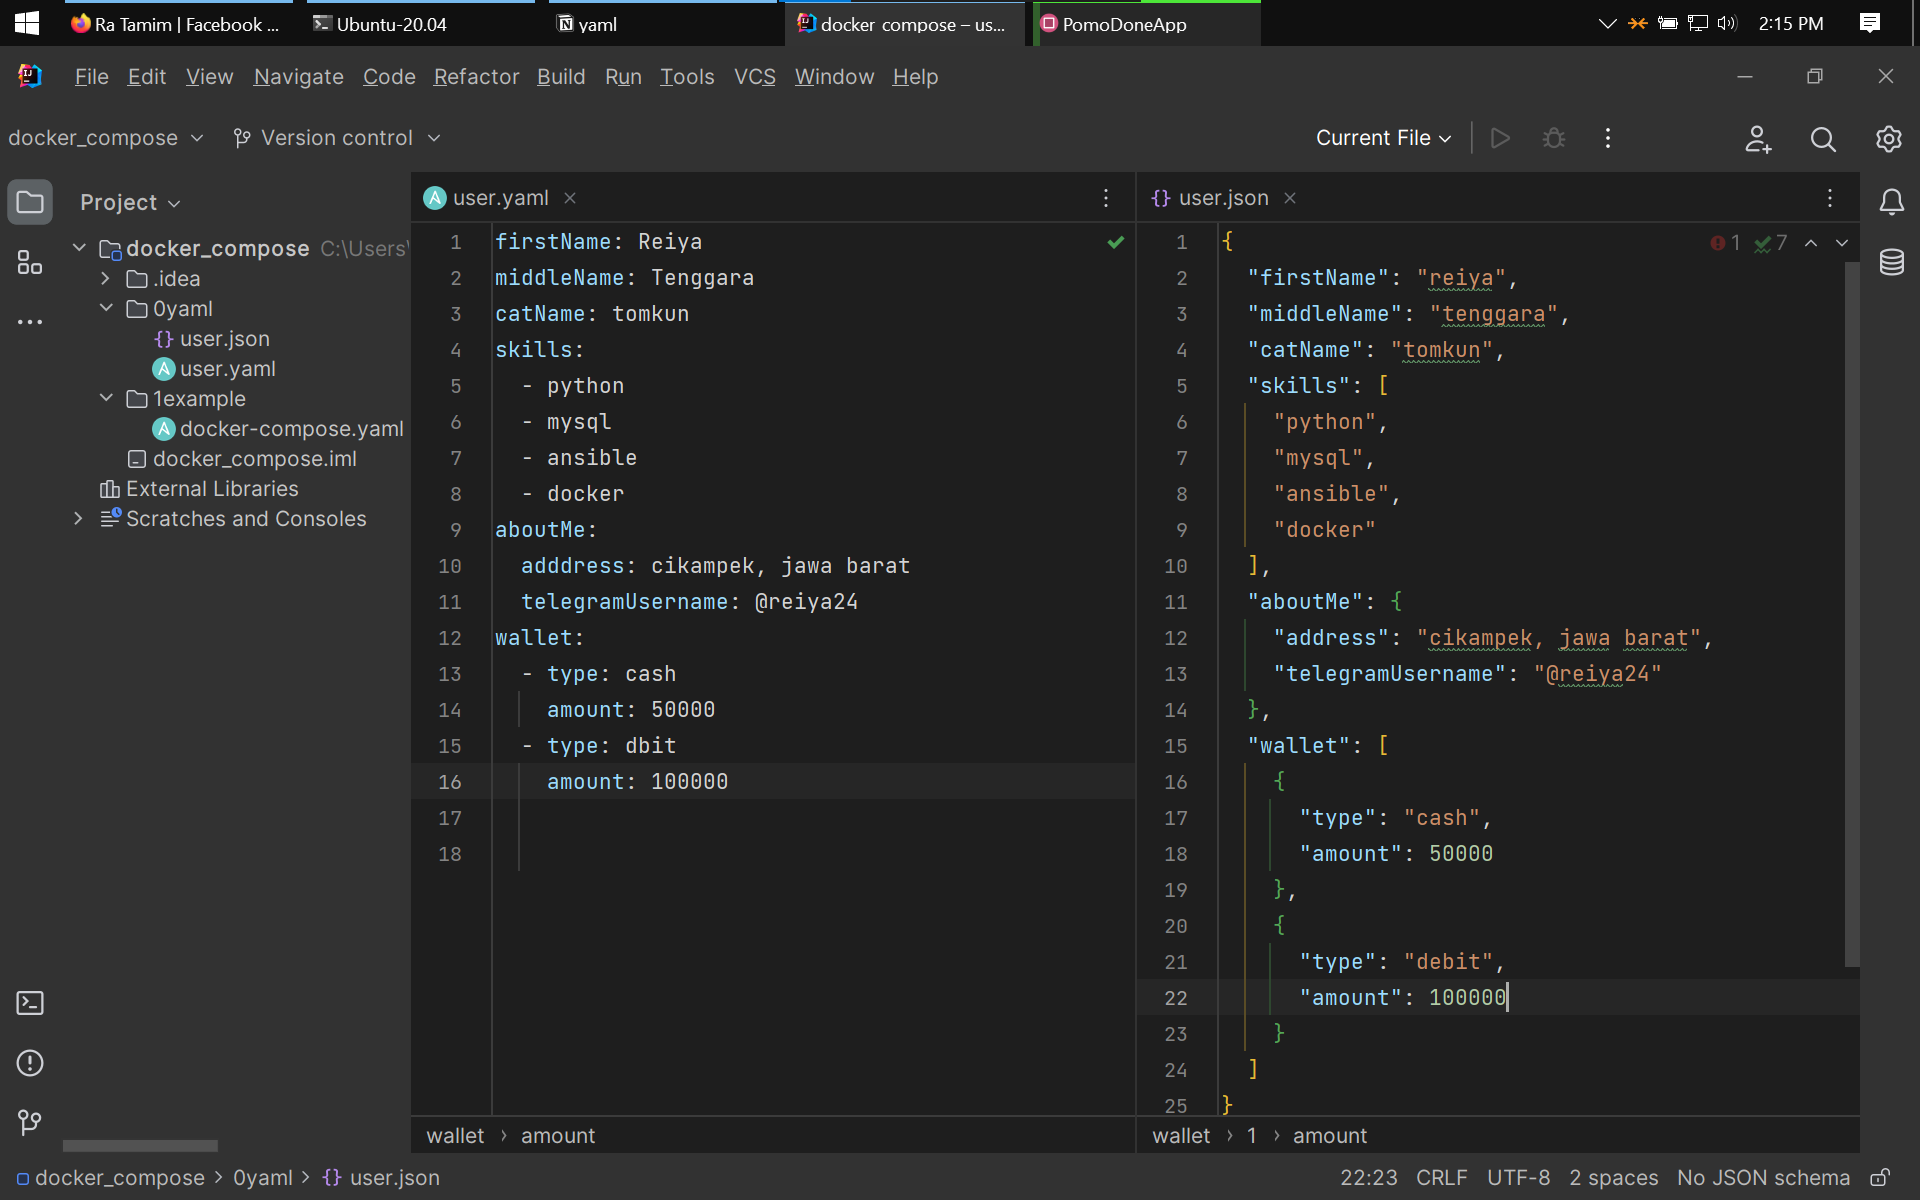 Ra Tamim | Facebook ...
Ubuntu-20.04
yaml
docker compose – us...
PomoDoneApp
2:15 PM
File Edit View Navigate Code Refactor Build Run Tools VCS Window Help
docker_compose
Version control
Current File
Project
docker_compose C:\Users\
.idea
0yaml
user.json
user.yaml
1example
docker-compose.yaml
docker_compose.iml
External Libraries
Scratches and Consoles
user.yaml
1 firstName: Reiya
2 middleName: Tenggara
3 catName: tomkun
4 skills:
5 - python
6 - mysql
7 - ansible
8 - docker
9 aboutMe:
10 adddress: cikampek, jawa barat
11 telegramUsername: @reiya24
12 wallet:
13 - type: cash
14 amount: 50000
15 - type: dbit
16 amount: 100000
17
18
wallet › amount
user.json
1 7
1 {
2 "firstName": "reiya",
3 "middleName": "tenggara",
4 "catName": "tomkun",
5 "skills": [
6 "python",
7 "mysql",
8 "ansible",
9 "docker"
10 ],
11 "aboutMe": {
12 "address": "cikampek, jawa barat",
13 "telegramUsername": "@reiya24"
14 },
15 "wallet": [
16 {
17 "type": "cash",
18 "amount": 50000
19 },
20 {
21 "type": "debit",
22 "amount": 100000
23 }
24 ]
25 }
wallet › 1 › amount
docker_compose › 0yaml › user.json
22:23 CRLF UTF-8 2 spaces No JSON schema